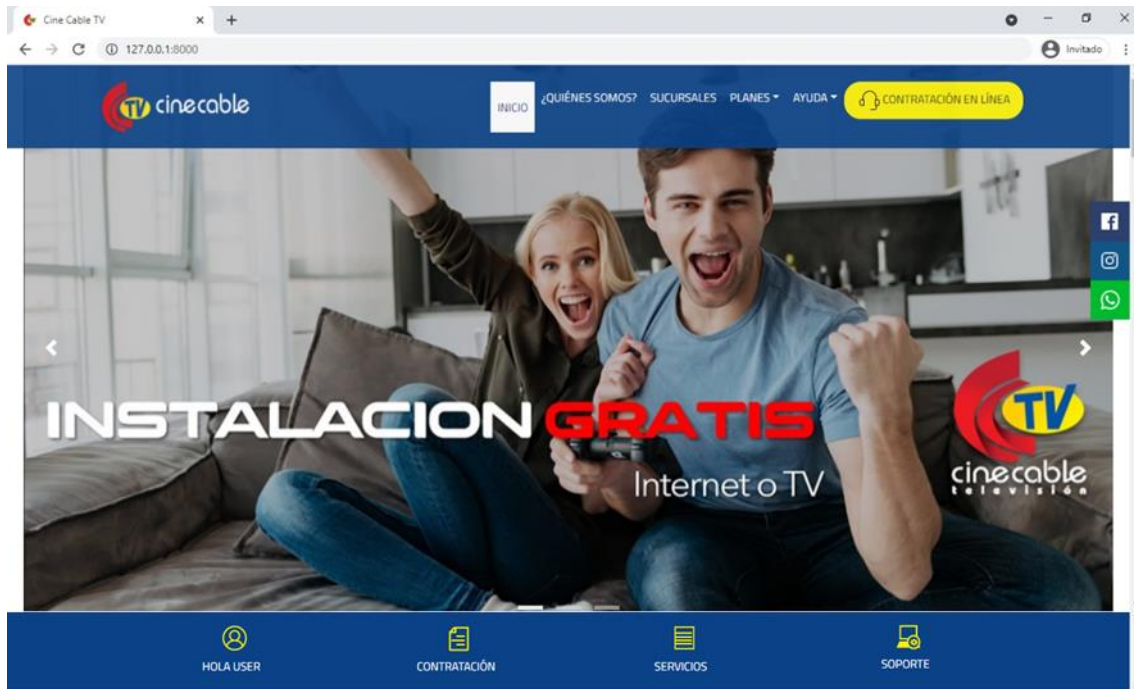 Cine Cable TV
127.0.0.1:8000
Invitado
TV cinecable
INICIO
¿QUIÉNES SOMOS?
SUCURSALES
PLANES
AYUDA
CONTRATACIÓN EN LÍNEA
INSTALACION GRATIS
Internet o TV
TV
cinecable
televisión
HOLA USER
CONTRATACIÓN
SERVICIOS
SOPORTE